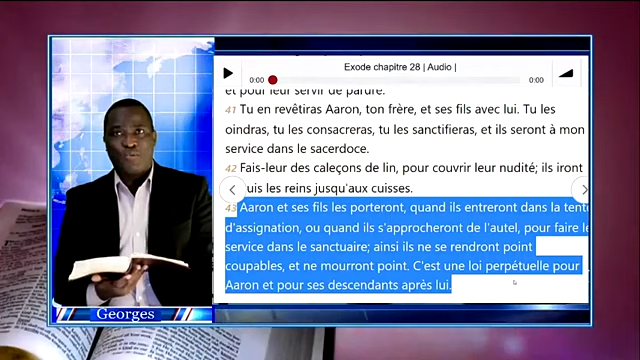 Exode chapitre 28 | Audio |
0:00
0:00
et pour leur servir de parure.
41 Tu en revêtiras Aaron, ton frère, et ses fils avec lui. Tu les
oindras, tu les consacreras, tu les sanctifieras, et ils seront à mon
service dans le sacerdoce.
42 Fais-leur des caleçons de lin, pour couvrir leur nudité; ils iront
uis les reins jusqu'aux cuisses.
43 Aaron et ses fils les porteront, quand ils entreront dans la tent
d'assignation, ou quand ils s'approcheront de l'autel, pour faire le
service dans le sanctuaire; ainsi ils ne se rendront point
coupables, et ne mourront point. C'est une loi perpétuelle pour
Aaron et pour ses descendants après lui.
Georges